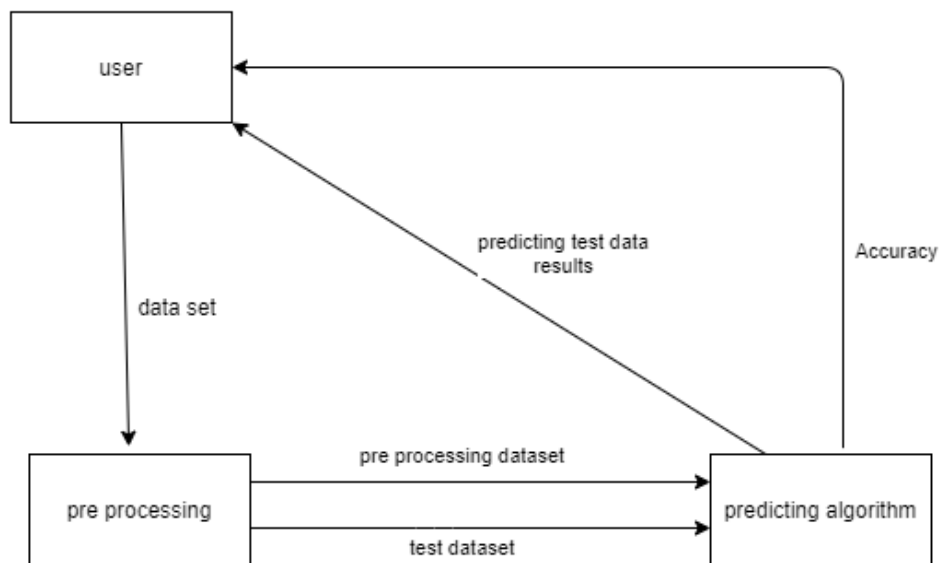 user
predicting test data
results
Accuracy
data set
pre processing dataset
pre processing
predicting algorithm
test dataset